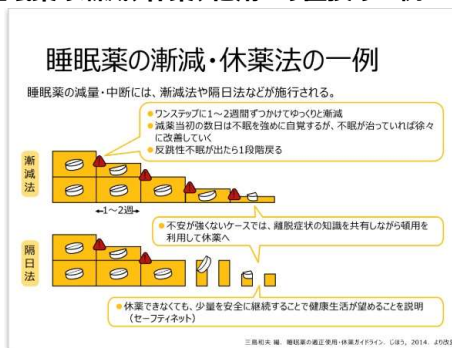 睡眠薬の漸減・休薬法の一例
睡眠薬の減量・中断には、漸減法や隔日法などが施行される。
●ワンステップに1～2週間ずつかけてゆっくりと漸減
●減薬当初の数日は不眠を強めに自覚するが、不眠が治っていれば徐々
に改善していく
●反跳性不眠が出たら1段階戻る
漸減法
1～2週
●不安が強くないケースでは、離脱症状の知識を共有しながら頓用を
利用して休薬へ
隔日法
●休薬できなくても、少量を安全に継続することで健康生活が望めることを説明
（セーフティネット）
三島和夫 編. 睡眠薬の適正使用・休薬ガイドライン. じほう, 2014. より改変